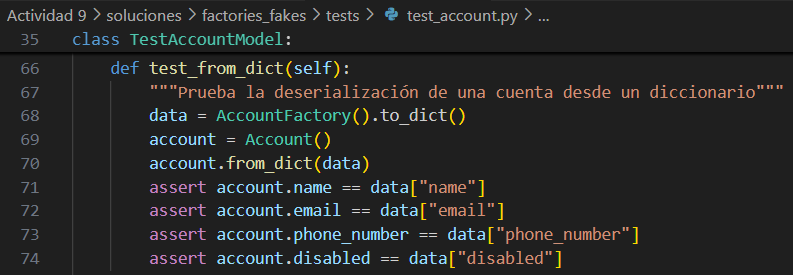 Actividad 9 > soluciones > factories_fakes > tests > test_account.py > ...
35 class TestAccountModel:
66 def test_from_dict(self):
67 """Prueba la deserialización de una cuenta desde un diccionario"""
68 data = AccountFactory().to_dict()
69 account = Account()
70 account.from_dict(data)
71 assert account.name == data["name"]
72 assert account.email == data["email"]
73 assert account.phone_number == data["phone_number"]
74 assert account.disabled == data["disabled"]